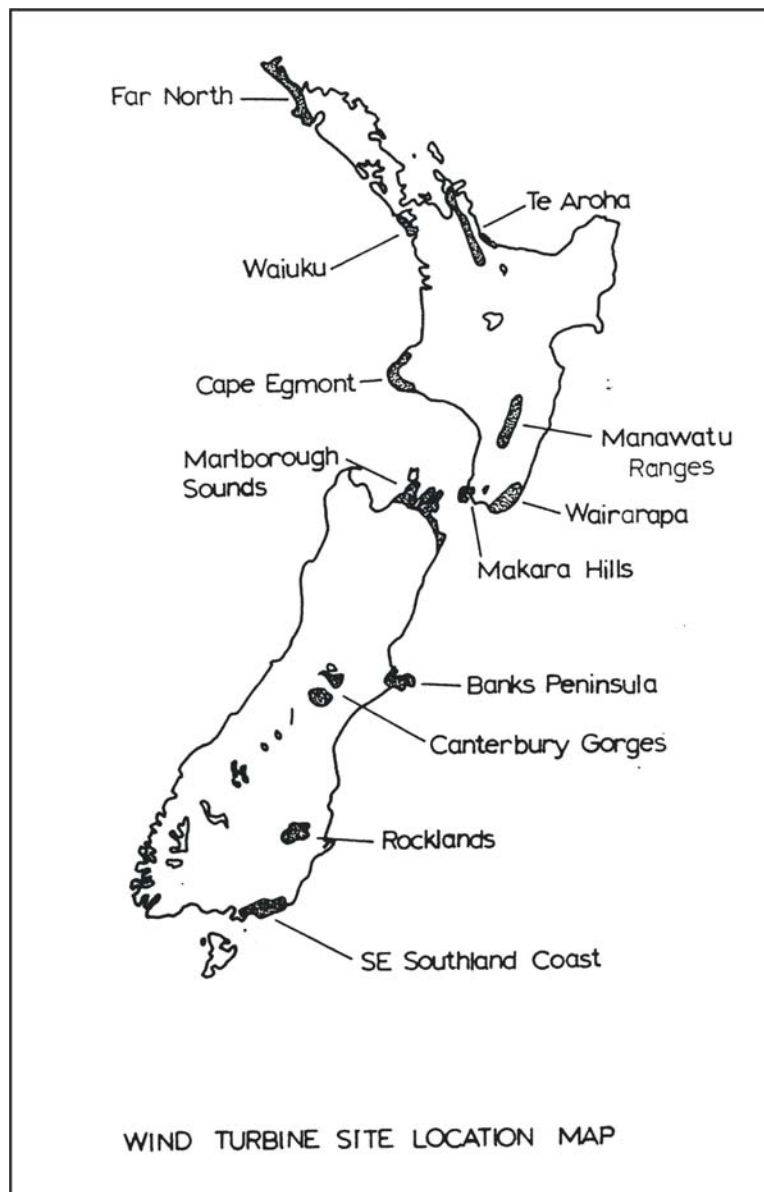 Far North
Te Aroha
Waiuku
Cape Egmont
Manawatu
Ranges
Marlborough
Sounds
Wairarapa
Makara Hills
Banks Peninsula
Canterbury Gorges
Rocklands
SE Southland Coast
WIND TURBINE SITE LOCATION MAP